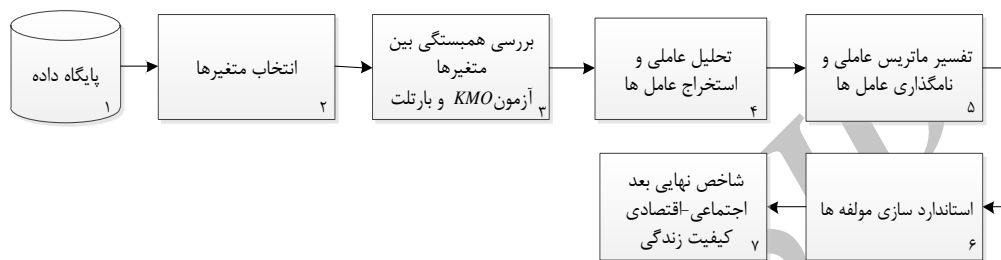 پایگاه داده
۱
انتخاب متغیرها
۲
بررسی همبستگی بین
متغیرها
آزمون KMO و بارتلت
۳
تحلیل عاملی و
استخراج عامل ها
۴
تفسیر ماتریس عاملی و
نامگذاری عامل ها
۵
استاندارد سازی مولفه ها
۶
شاخص نهایی بعد
اجتماعی-اقتصادی
کیفیت زندگی
۷